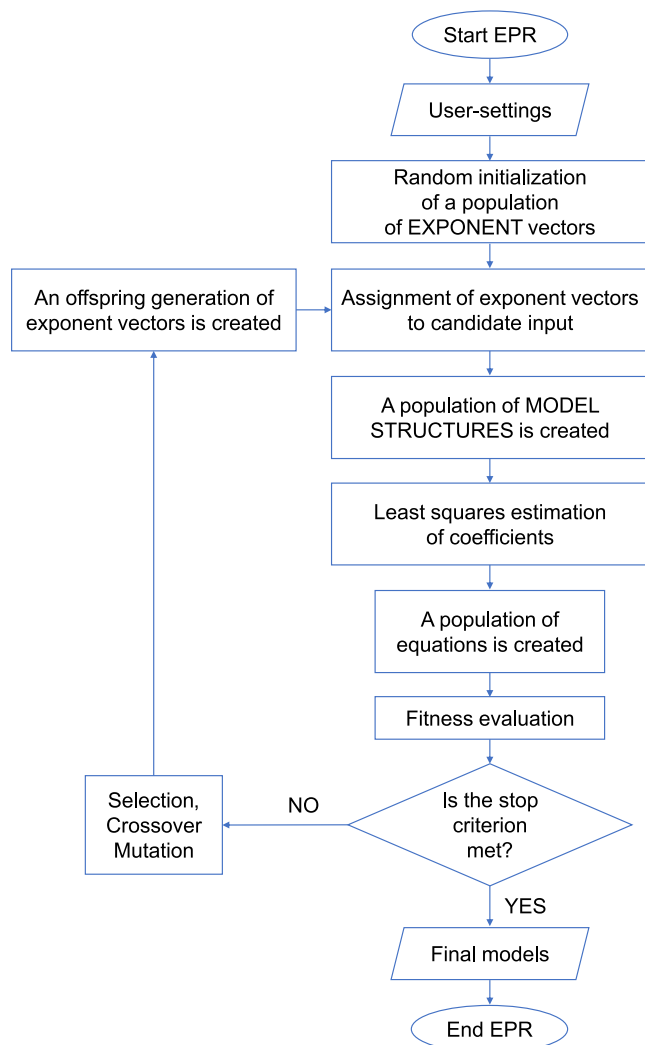 Start EPR
User-settings
Random initialization
of a population
of EXPONENT vectors
An offspring generation of
exponent vectors is created
Assignment of exponent vectors
to candidate input
A population of MODEL
STRUCTURES is created
Least squares estimation
of coefficients
A population of
equations is created
Fitness evaluation
Is the stop
criterion
met?
NO
Selection,
Crossover
Mutation
YES
Final models
End EPR